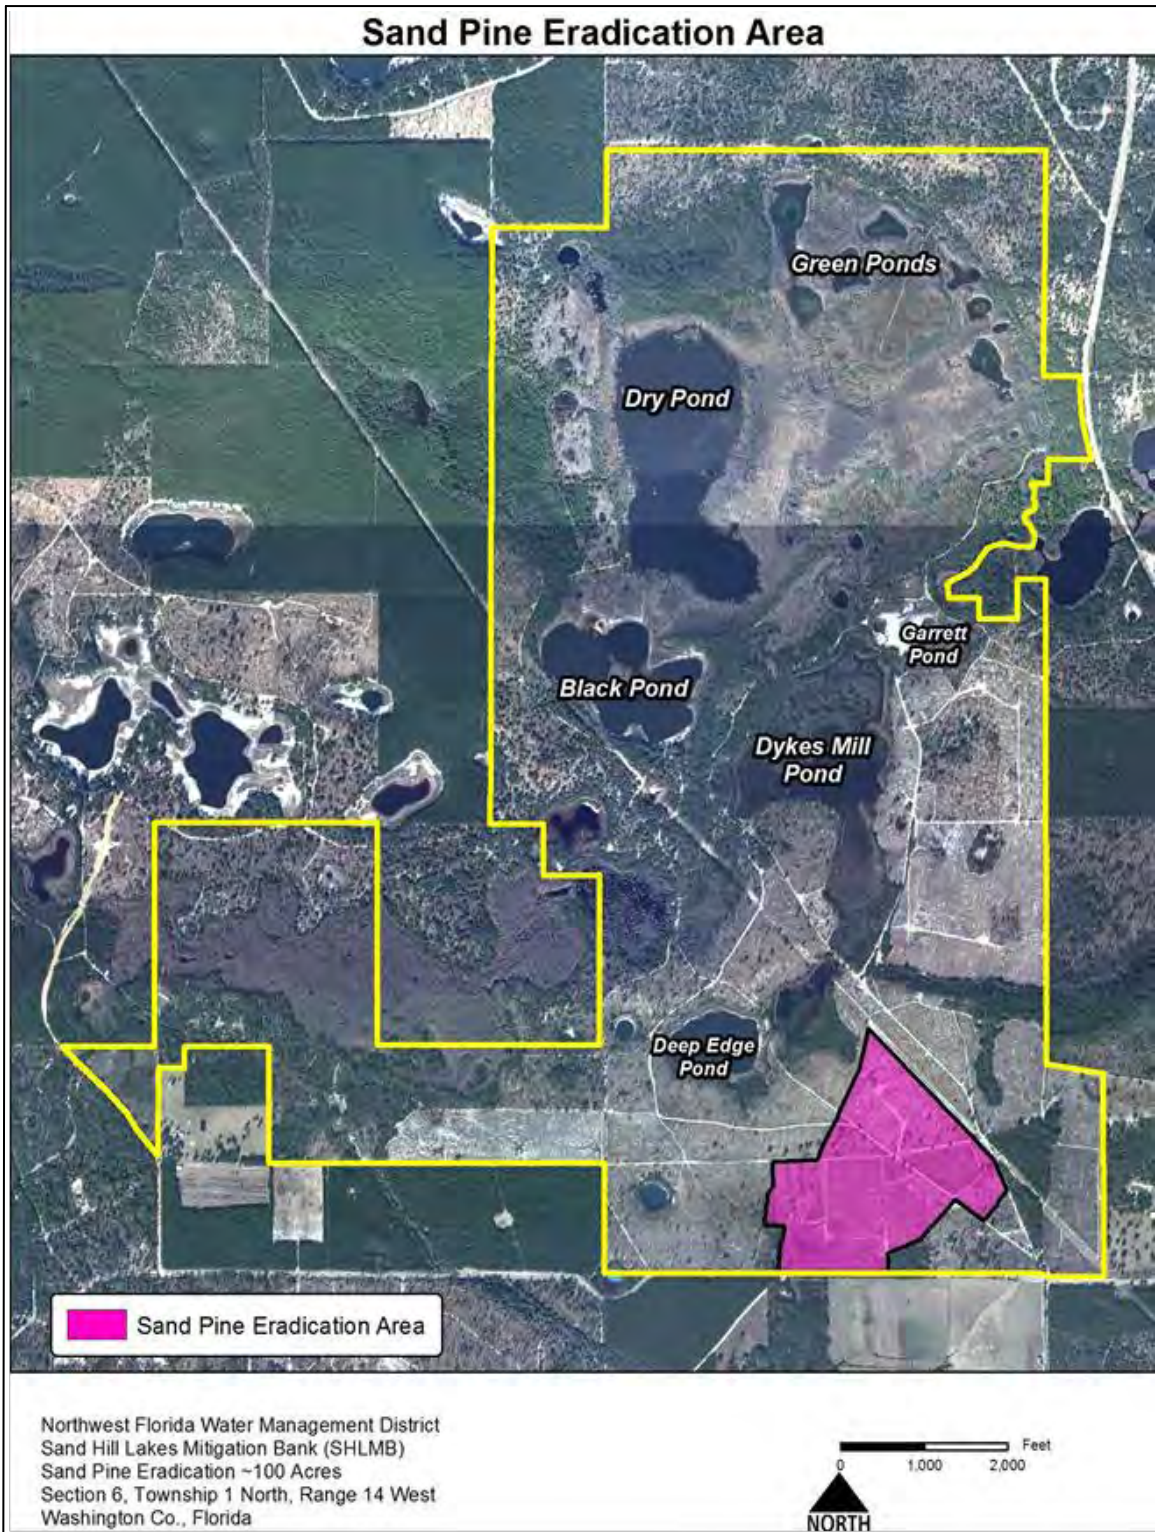 Sand Pine Eradication Area
Green Ponds
Dry Pond
Garrett
Pond
Black Pond
Dykes Mill
Pond
Deep Edge
Pond
Sand Pine Eradication Area
Northwest Florida Water Management District
Sand Hill Lakes Mitigation Bank (SHLMB)
Sand Pine Eradication ~100 Acres
Section 6, Township 1 North, Range 14 West
Washington Co., Florida
Feet
0 1,000 2,000
NORTH